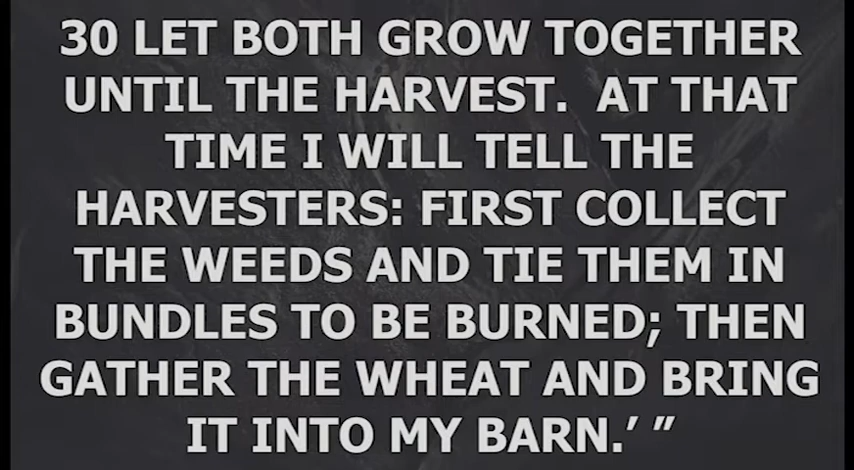 30 LET BOTH GROW TOGETHER
UNTIL THE HARVEST.  AT THAT
TIME I WILL TELL THE
HARVESTERS: FIRST COLLECT
THE WEEDS AND TIE THEM IN
BUNDLES TO BE BURNED; THEN
GATHER THE WHEAT AND BRING
IT INTO MY BARN.’ ”